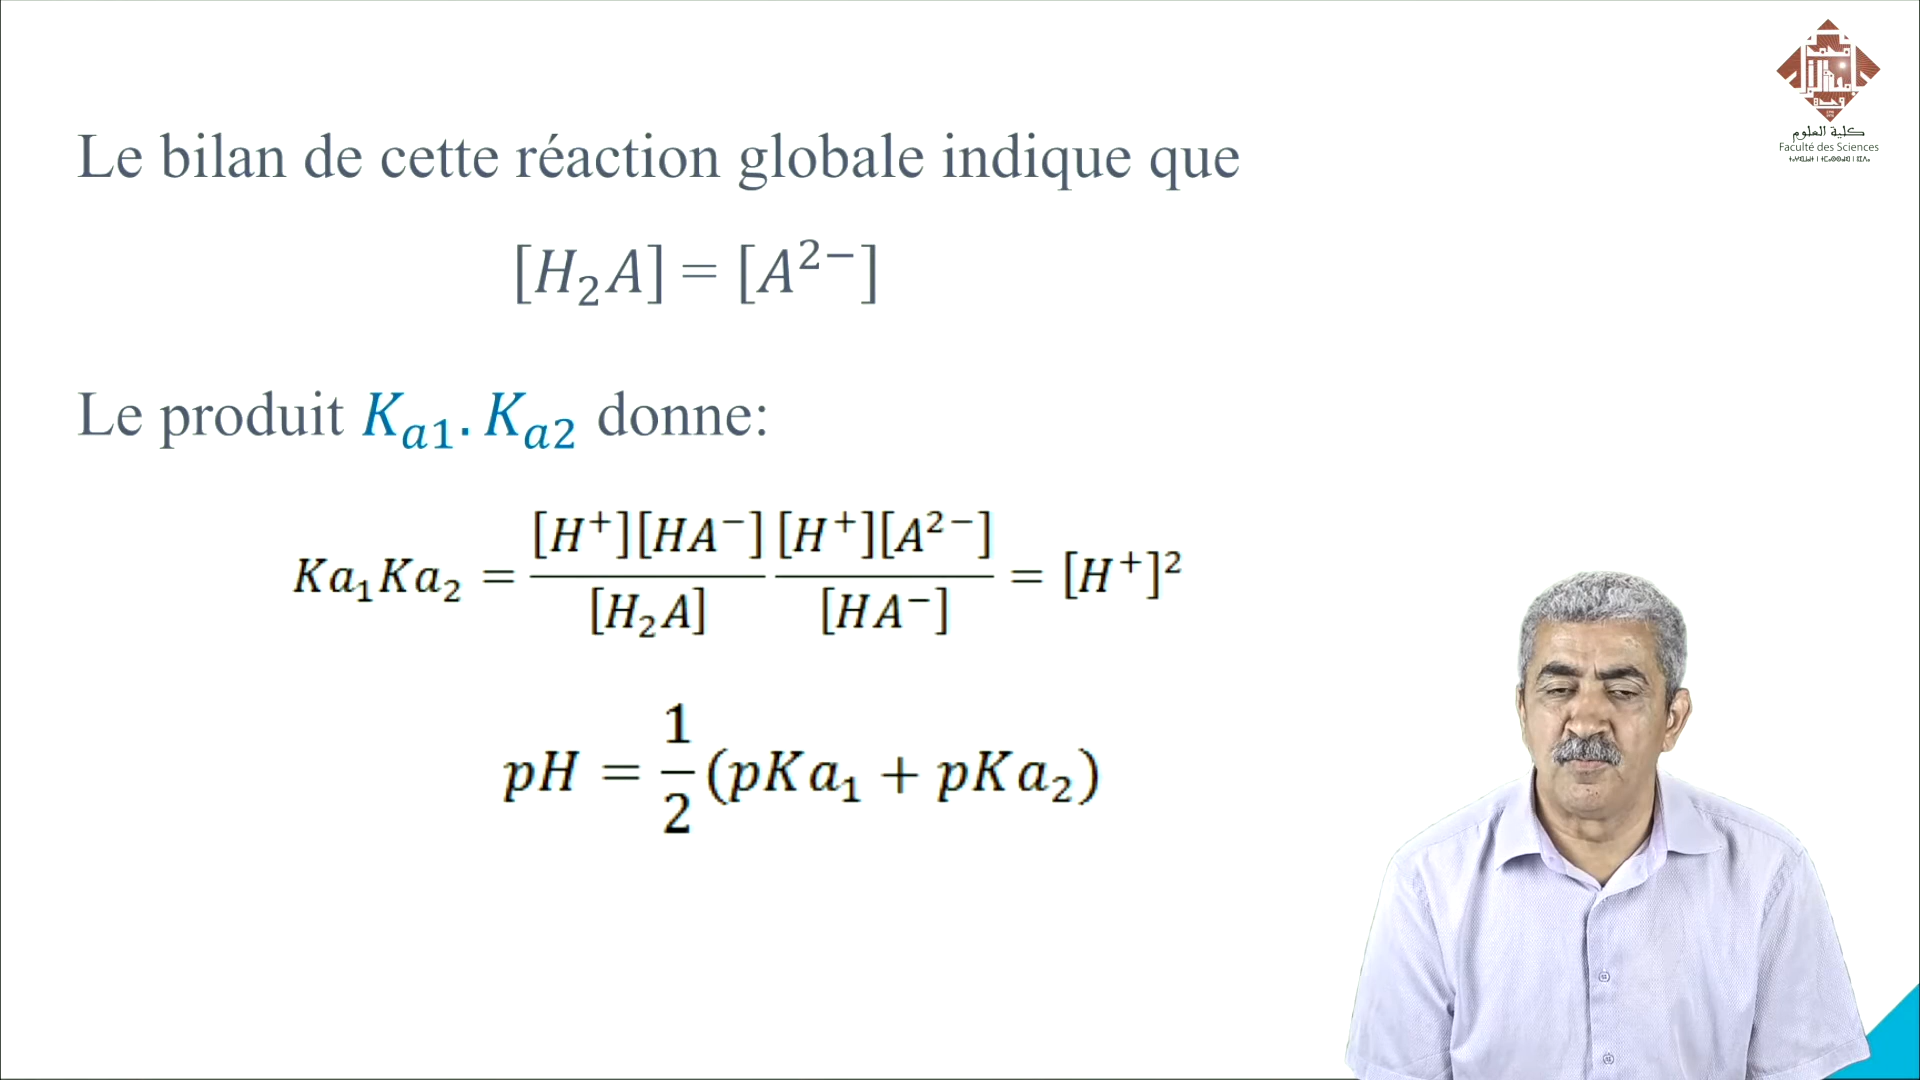 Le bilan de cette réaction globale indique que
[H₂A] = [A²⁻]
Le produit Kₐ₁. Kₐ₂ donne:
Ka₁Ka₂ = [H⁺][HA⁻]/[H₂A] [H⁺][A²⁻]/[HA⁻] = [H⁺]²
pH = 1/2 (pKa₁ + pKa₂)
كلية العلوم
Faculté des Sciences